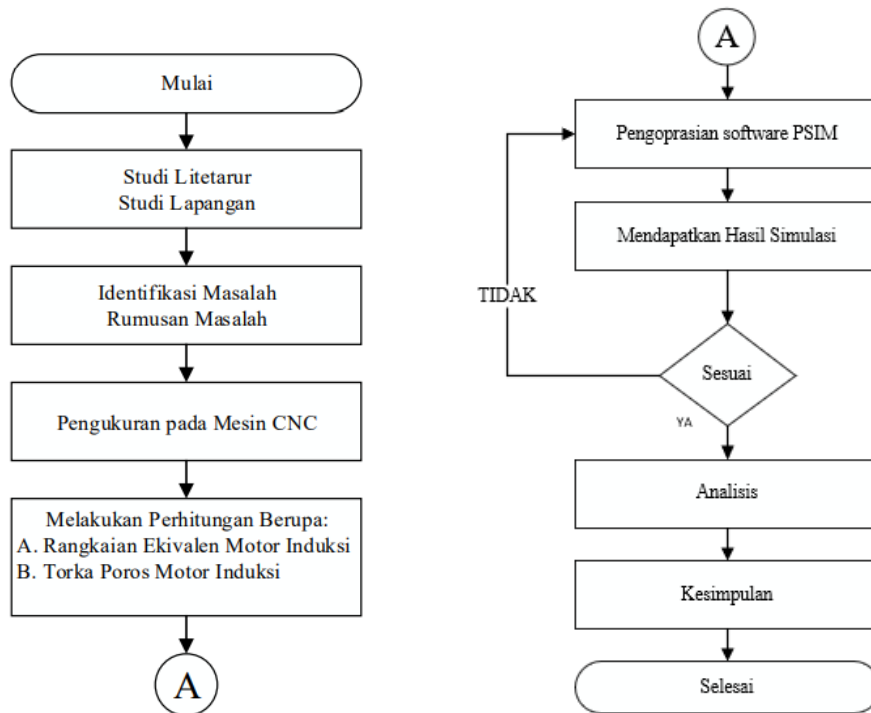 Mulai
Studi Litetarur
Studi Lapangan
Identifikasi Masalah
Rumusan Masalah
Pengukuran pada Mesin CNC
Melakukan Perhitungan Berupa:
A. Rangkaian Ekivalen Motor Induksi
B. Torka Poros Motor Induksi
A
A
Pengoprasian software PSIM
Mendapatkan Hasil Simulasi
TIDAK
Sesuai
YA
Analisis
Kesimpulan
Selesai